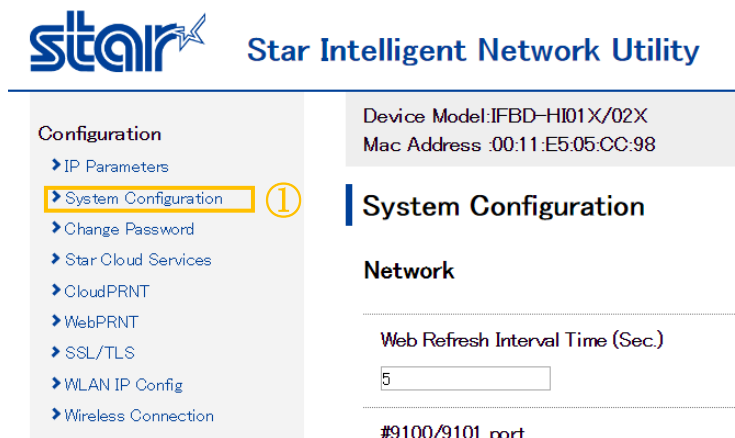 star
Star Intelligent Network Utility
Configuration
IP Parameters
System Configuration
①
Change Password
Star Cloud Services
CloudPRNT
WebPRNT
SSL/TLS
WLAN IP Config
Wireless Connection
Device Model:IFBD-HI01X/02X
Mac Address :00:11:E5:05:CC:98
System Configuration
Network
Web Refresh Interval Time (Sec.)
5
#9100/9101 port